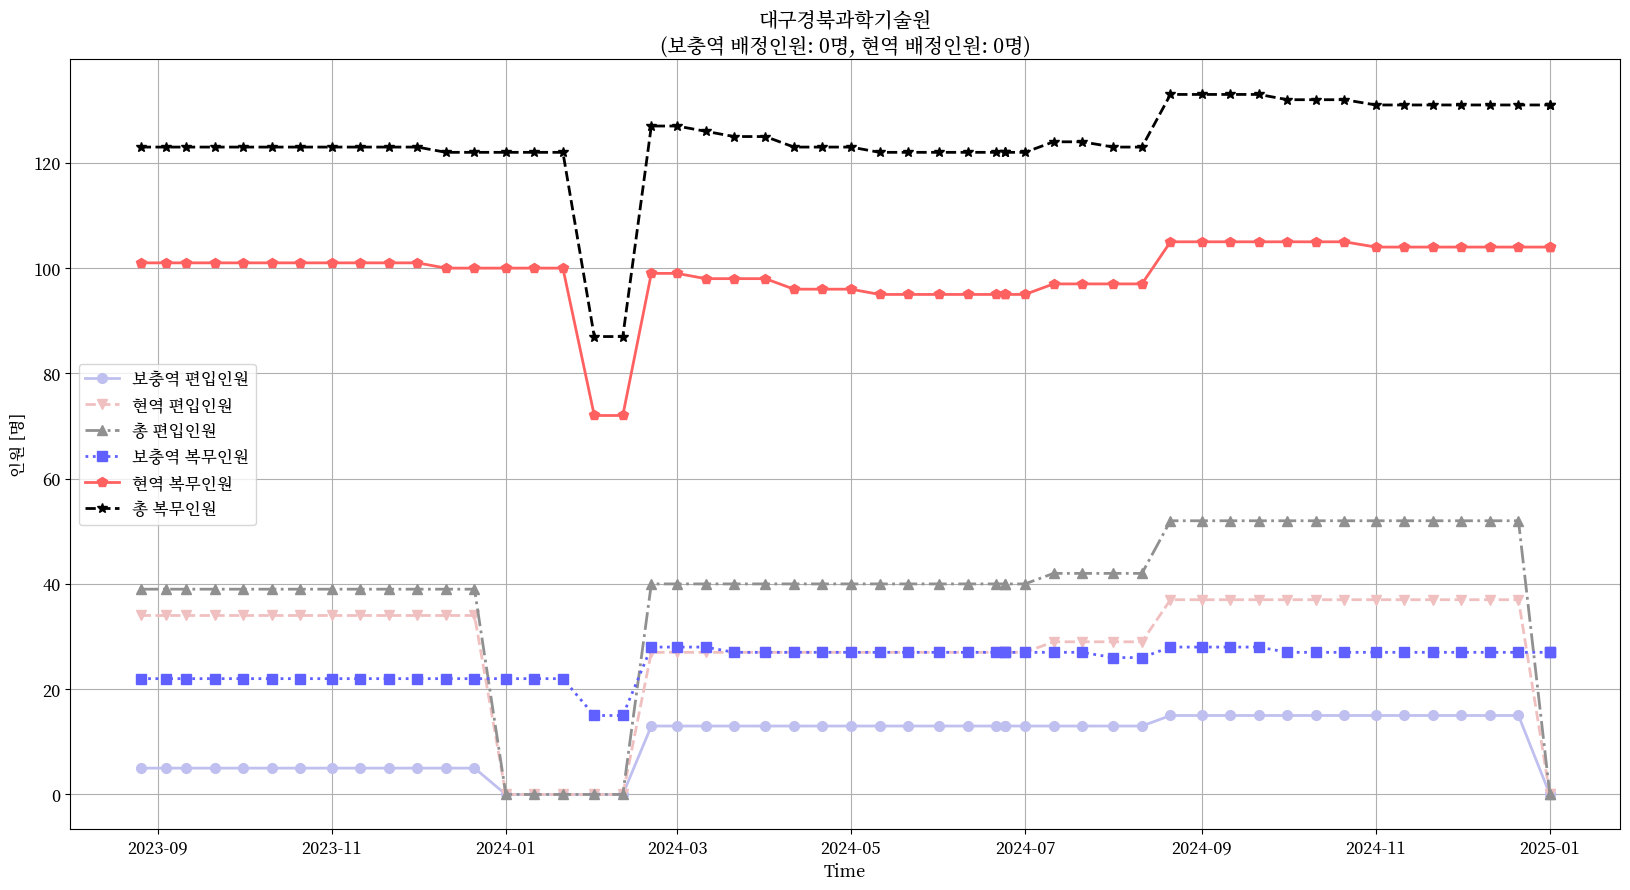 대구경북과학기술원
(보충역 배정인원: 0명, 현역 배정인원: 0명)
인원 [명]
120
100
80
60
40
20
0
보충역 편입인원
현역 편입인원
총 편입인원
보충역 복무인원
현역 복무인원
총 복무인원
2023-09
2023-11
2024-01
2024-03
2024-05
2024-07
2024-09
2024-11
2025-01
Time